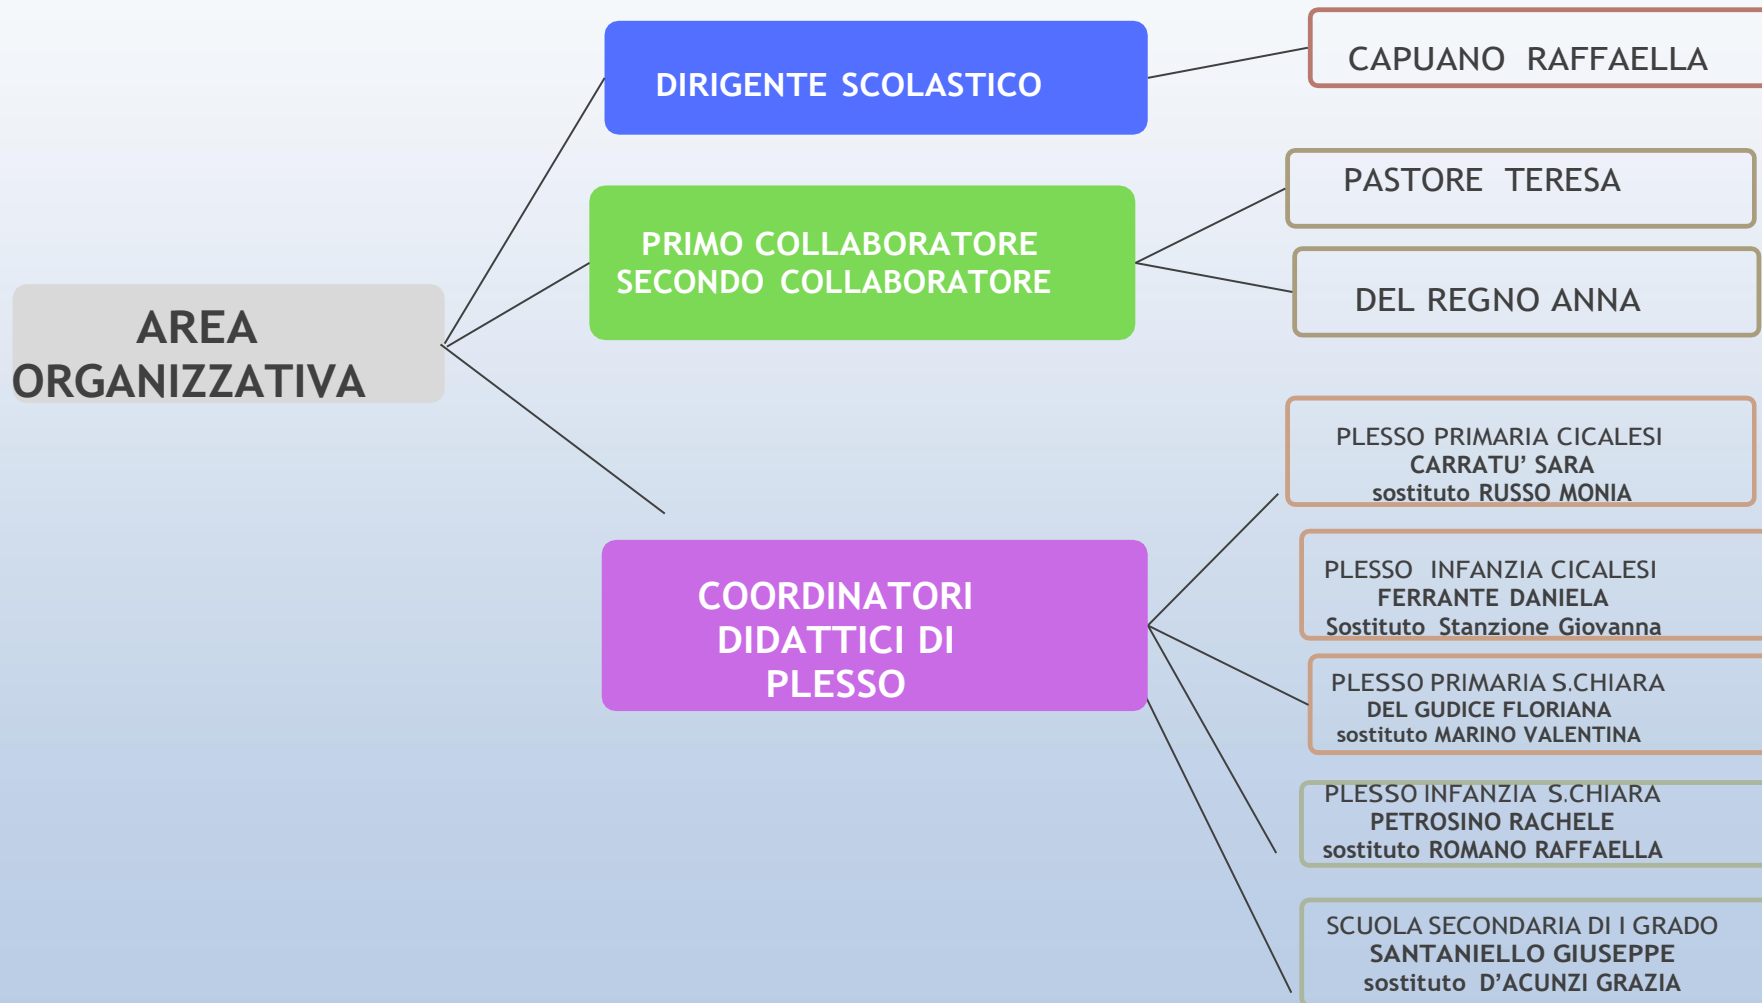 AREA
ORGANIZZATIVA
DIRIGENTE SCOLASTICO
CAPUANO RAFFAELLA
PRIMO COLLABORATORE
SECONDO COLLABORATORE
PASTORE TERESA
DEL REGNO ANNA
COORDINATORI
DIDATTICI DI
PLESSO
PLESSO PRIMARIA CICALESI
CARRATU’ SARA
sostituto RUSSO MONIA
PLESSO INFANZIA CICALESI
FERRANTE DANIELA
Sostituto Stanzione Giovanna
PLESSO PRIMARIA S.CHIARA
DEL GUDICE FLORIANA
sostituto MARINO VALENTINA
PLESSO INFANZIA S.CHIARA
PETROSINO RACHELE
sostituto ROMANO RAFFAELLA
SCUOLA SECONDARIA DI I GRADO
SANTANIELLO GIUSEPPE
sostituto D’ACUNZI GRAZIA